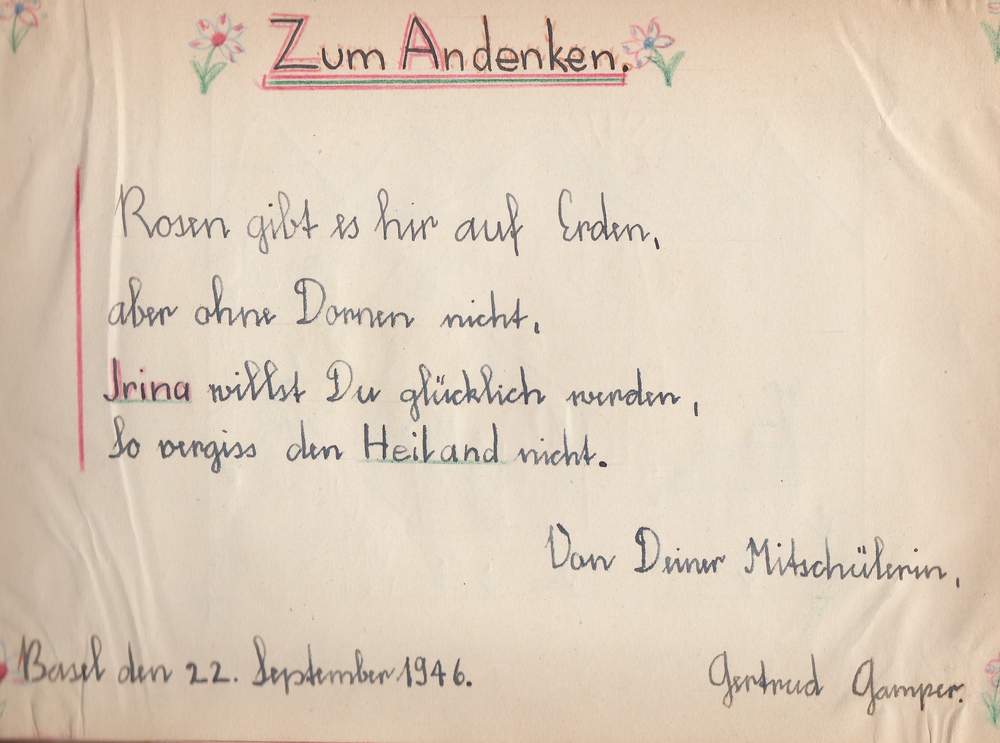 Zum Andenken.
Rosen gibt es hir auf Erden,
aber ohne Dornen nicht,
Irina willst Du glücklich werden,
So vergiss den Heiland nicht.
Von Deiner Mitschülerin,
Basel den 22. September 1946.
Gertrud Gamper.